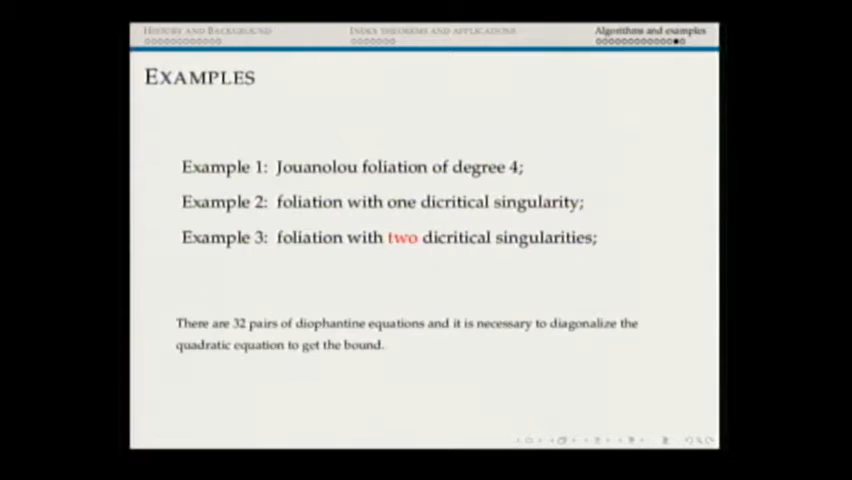 HISTORY AND BACKGROUND INDEX THEOREMS AND APPLICATIONS Algorithms and examples
EXAMPLES
Example 1: Jouanolou foliation of degree 4;
Example 2: foliation with one dicritical singularity;
Example 3: foliation with two dicritical singularities;
There are 32 pairs of diophantine equations and it is necessary to diagonalize the
quadratic equation to get the bound.